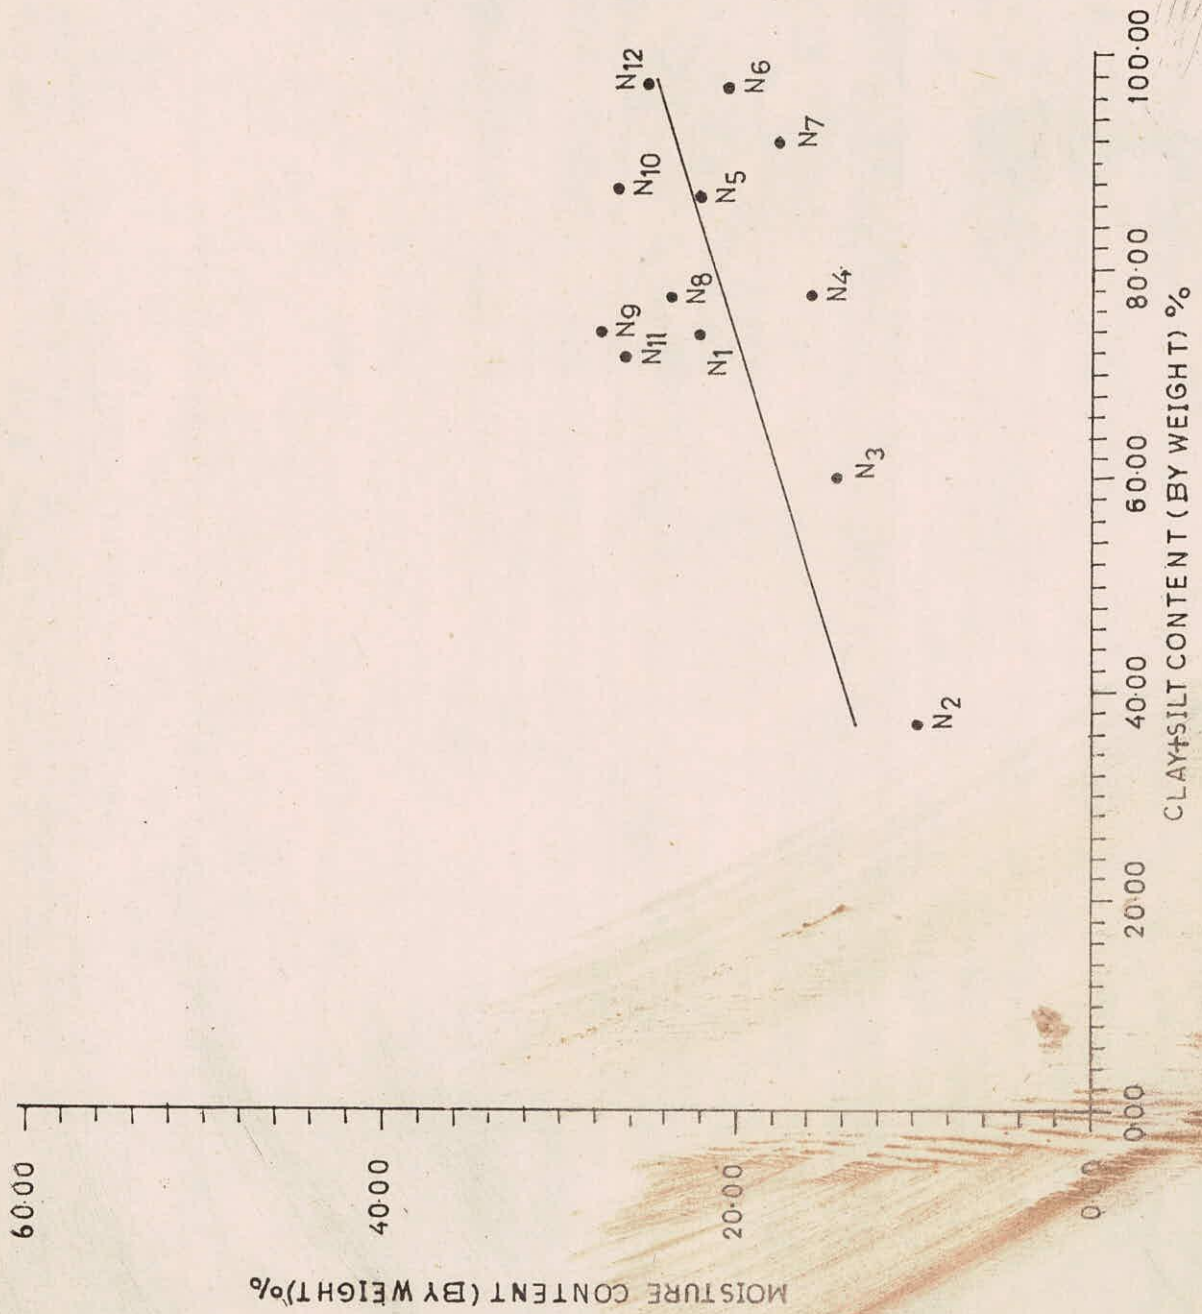 60·00
40·00
20·00
0·00
MOISTURE CONTENT (BY WEIGHT)%
N12
N6
N10
N7
N5
N9
N8
N11
N1
N4
N3
N2
0·00
20·00
40·00
60·00
80·00
100·00
CLAY+SILT CONTENT (BY WEIGHT) %